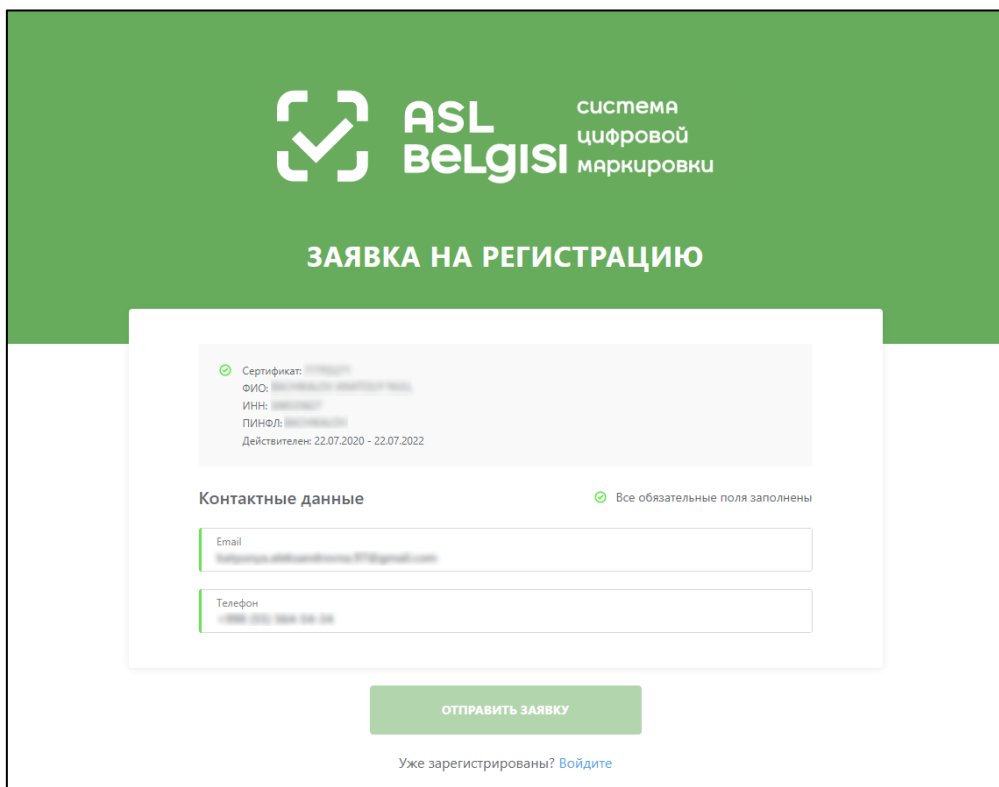 ASL BELGISI
система
цифровой
маркировки
ЗАЯВКА НА РЕГИСТРАЦИЮ
Сертификат:
ФИО:
ИНН:
ПИНФЛ:
Действителен: 22.07.2020 - 22.07.2022
Контактные данные
Все обязательные поля заполнены
Email
Телефон
ОТПРАВИТЬ ЗАЯВКУ
Уже зарегистрированы? Войдите